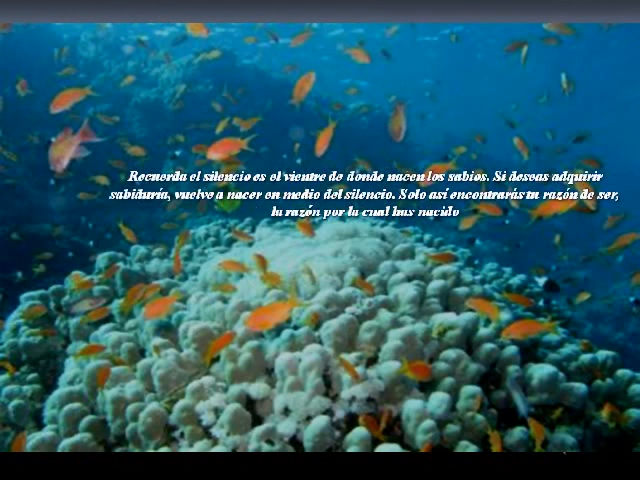 Recuerda el silencio es el vientre de donde nacen los sabios. Si deseas adquirir
sabiduría, vuelve a nacer en medio del silencio. Solo así encontrarás tu razón de ser,
la razón por la cual has nacido